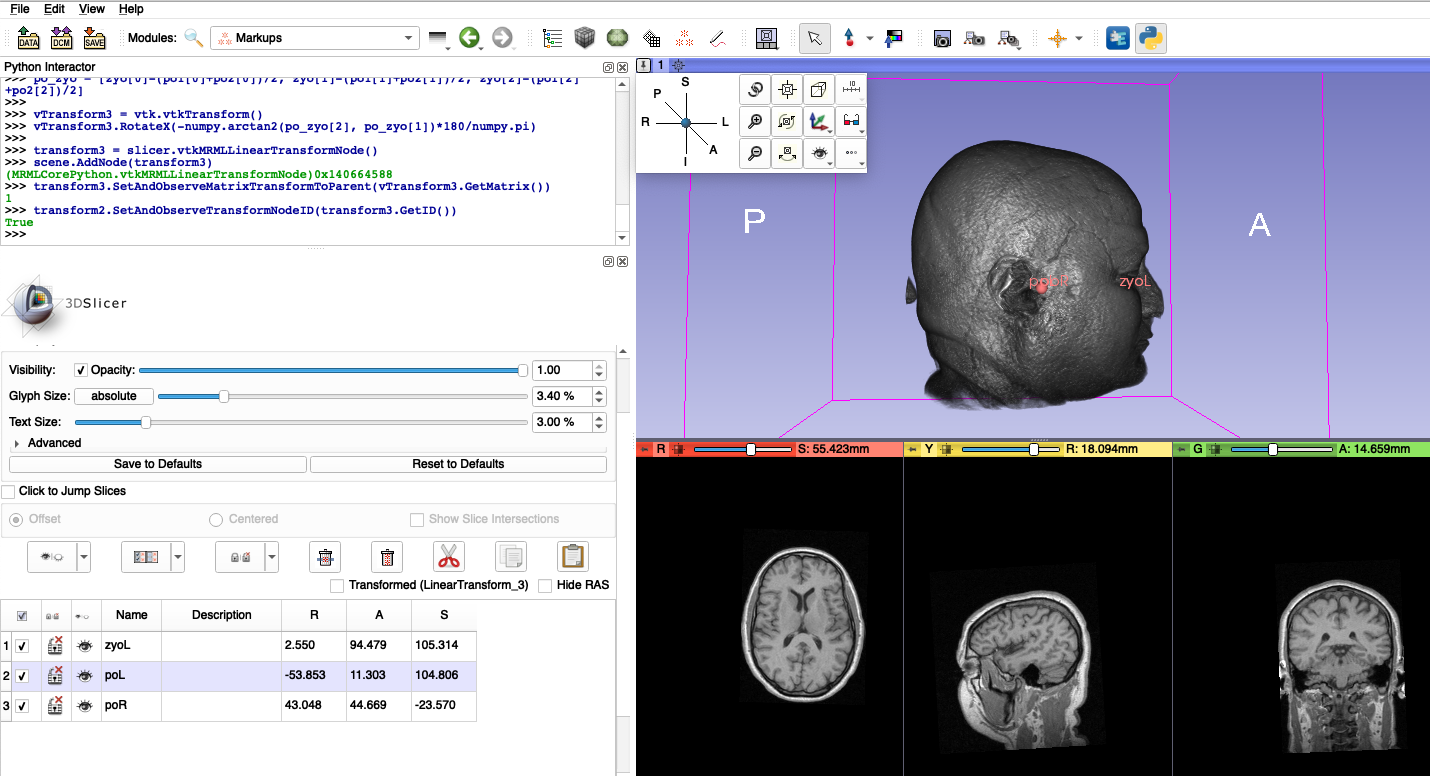 File Edit View Help
DATA DCM SAVE Modules: Markups
Python Interactor
>>> po_zyo = [zyo[0]-(po1[0]+po2[0])/2, zyo[1]-(po1[1]+po2[1])/2, zyo[2]-(po1[2]
+po2[2])/2]
>>>
>>> vTransform3 = vtk.vtkTransform()
>>> vTransform3.RotateX(-numpy.arctan2(po_zyo[2], po_zyo[1])*180/numpy.pi)
>>>
>>> transform3 = slicer.vtkMRMLLinearTransformNode()
>>> scene.AddNode(transform3)
(MRMLCorePython.vtkMRMLLinearTransformNode)0x140664588
>>> transform3.SetAndObserveMatrixTransformToParent(vTransform3.GetMatrix())
1
>>> transform2.SetAndObserveTransformNodeID(transform3.GetID())
True
>>>
3DSlicer
Visibility: Opacity: 1.00
Glyph Size: absolute 3.40 %
Text Size: 3.00 %
Advanced
Save to Defaults Reset to Defaults
Click to Jump Slices
Offset Centered Show Slice Intersections
Transformed (LinearTransform_3) Hide RAS
Name Description R A S
1 zyoL 2.550 94.479 105.314
2 poL -53.853 11.303 104.806
3 poR 43.048 44.669 -23.570
1
S
P
R L
A
I
P A
zyoL
R S: 55.423mm Y R: 18.094mm G A: 14.659mm